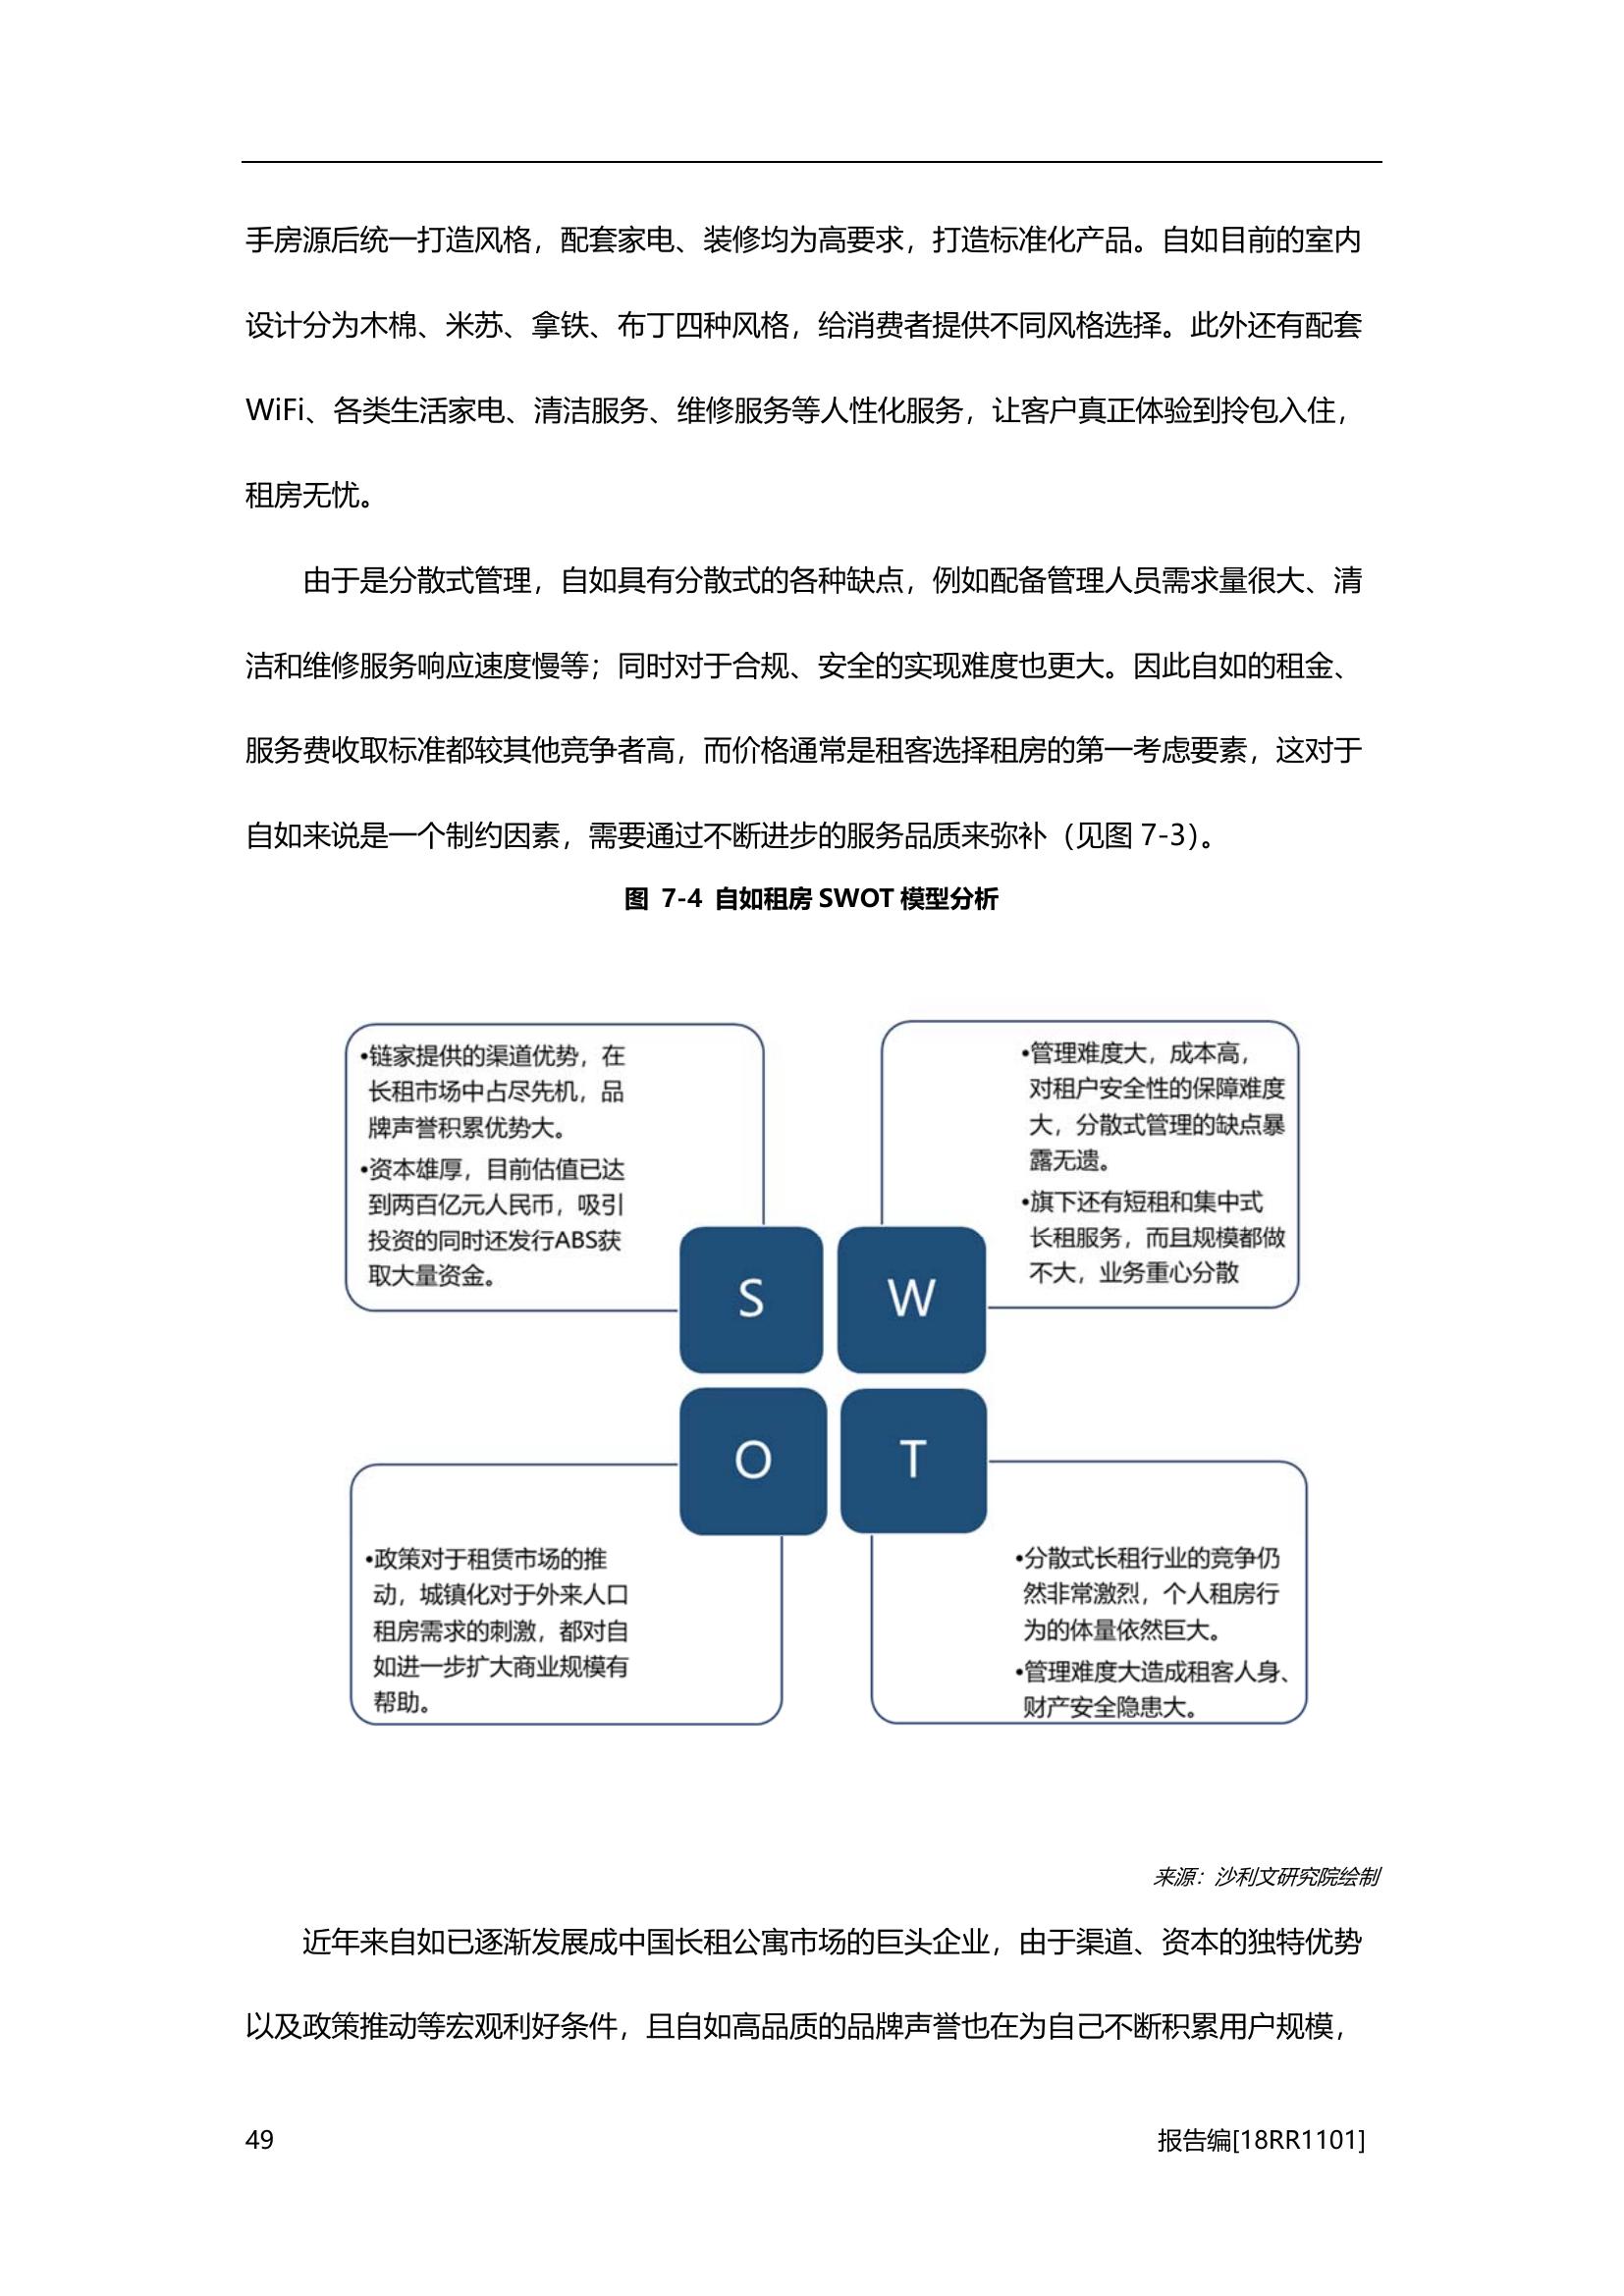 手房源后统一打造风格，配套家电、装修均为高要求，打造标准化产品。自如目前的室内
设计分为木棉、米苏、拿铁、布丁四种风格，给消费者提供不同风格选择。此外还有配套
WiFi、各类生活家电、清洁服务、维修服务等人性化服务，让客户真正体验到拎包入住，
租房无忧。
由于是分散式管理，自如具有分散式的各种缺点，例如配备管理人员需求量很大、清
洁和维修服务响应速度慢等；同时对于合规、安全的实现难度也更大。因此自如的租金、
服务费收取标准都较其他竞争者高，而价格通常是租客选择租房的第一考虑要素，这对于
自如来说是一个制约因素，需要通过不断进步的服务品质来弥补（见图 7-3）。
图 7-4 自如租房 SWOT 模型分析
•链家提供的渠道优势，在
长租市场中占尽先机，品
牌声誉积累优势大。
•资本雄厚，目前估值已达
到两百亿元人民币，吸引
投资的同时还发行ABS获
取大量资金。
•管理难度大，成本高，
对租户安全性的保障难度
大，分散式管理的缺点暴
露无遗。
•旗下还有短租和集中式
长租服务，而且规模都做
不大，业务重心分散
S
W
O
T
•政策对于租赁市场的推
动，城镇化对于外来人口
租房需求的刺激，都对自
如进一步扩大商业规模有
帮助。
•分散式长租行业的竞争仍
然非常激烈，个人租房行
为的体量依然巨大。
•管理难度大造成租客人身、
财产安全隐患大。
来源：沙利文研究院绘制
近年来自如已逐渐发展成中国长租公寓市场的巨头企业，由于渠道、资本的独特优势
以及政策推动等宏观利好条件，且自如高品质的品牌声誉也在为自己不断积累用户规模，
49
报告编[18RR1101]